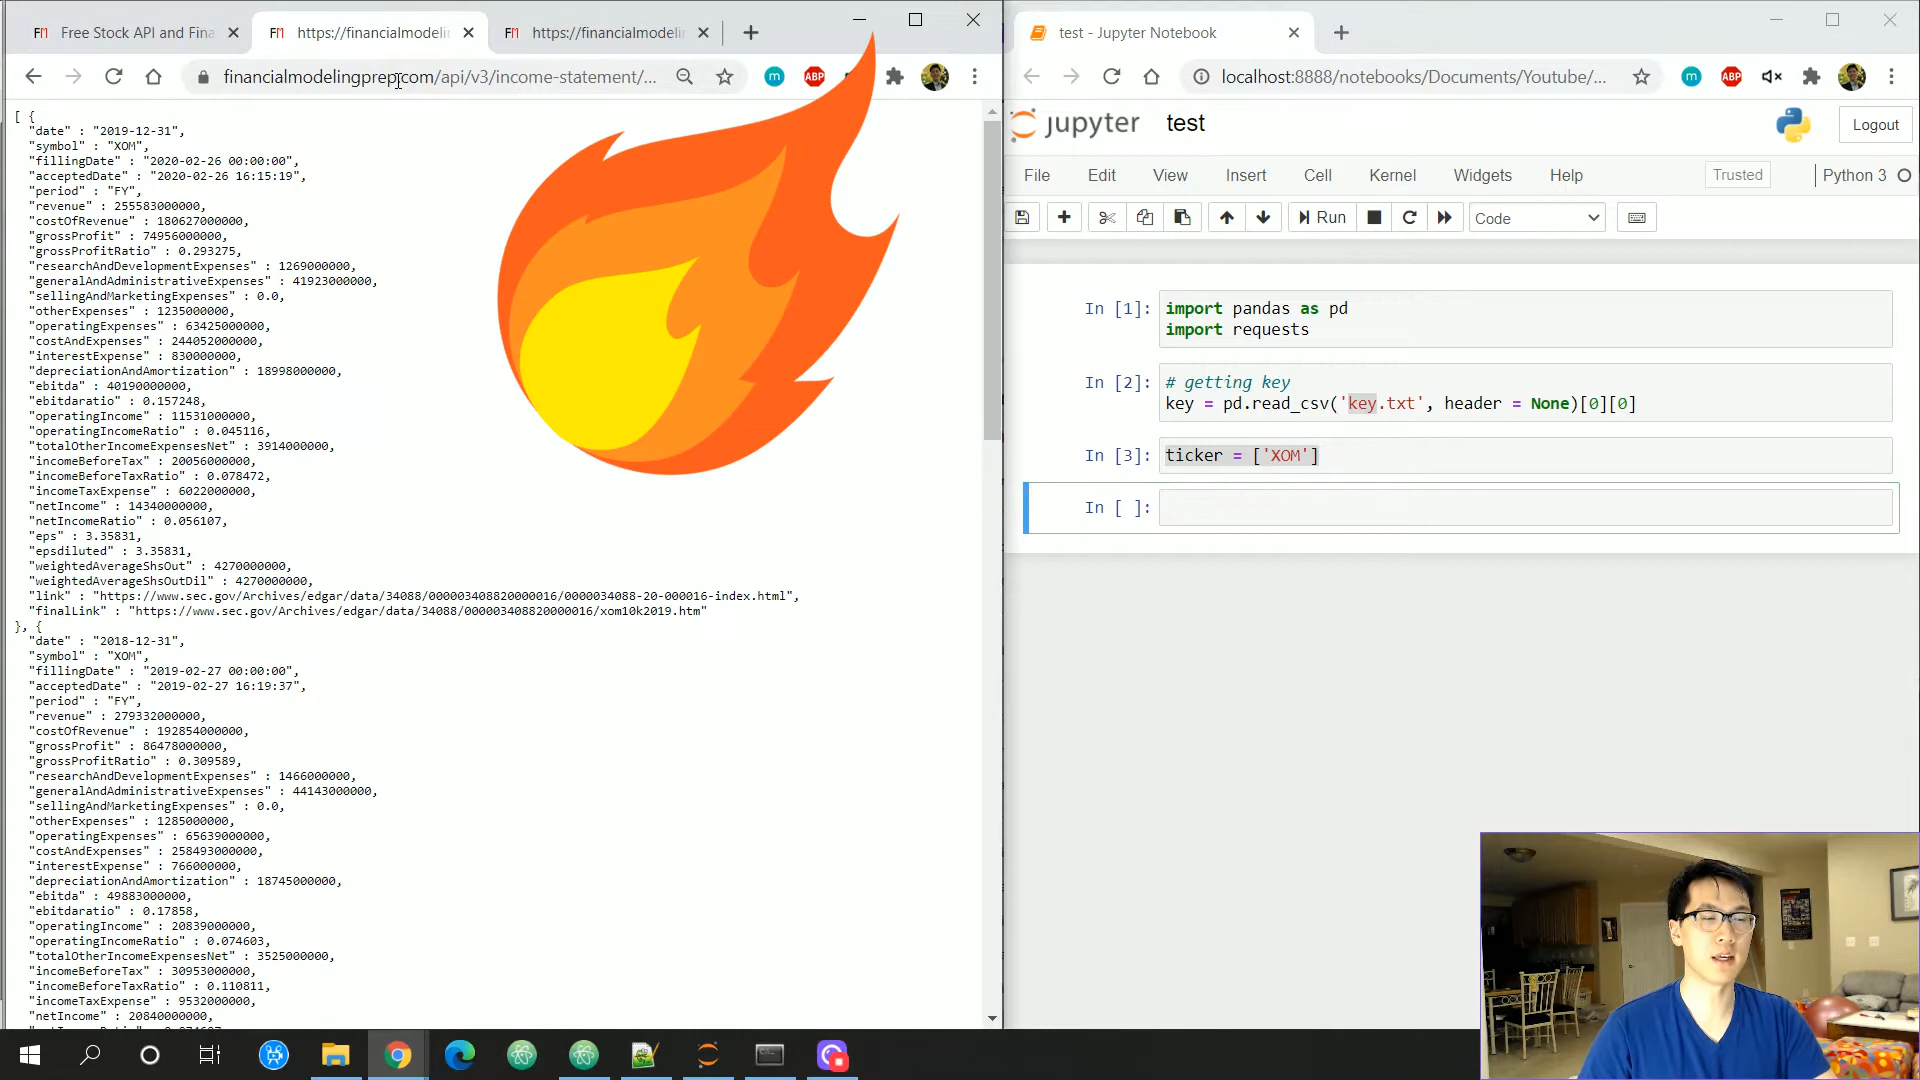 FM Free Stock API and Fina
FM https://financialmodelin
FM https://financialmodelin
financialmodelingprep.com/api/v3/income-statement/...
m
ABP
[ {
"date" : "2019-12-31",
"symbol" : "XOM",
"fillingDate" : "2020-02-26 00:00:00",
"acceptedDate" : "2020-02-26 16:15:19",
"period" : "FY",
"revenue" : 255583000000,
"costOfRevenue" : 180627000000,
"grossProfit" : 74956000000,
"grossProfitRatio" : 0.293275,
"researchAndDevelopmentExpenses" : 1269000000,
"generalAndAdministrativeExpenses" : 41923000000,
"sellingAndMarketingExpenses" : 0.0,
"otherExpenses" : 1235000000,
"operatingExpenses" : 63425000000,
"costAndExpenses" : 244052000000,
"interestExpense" : 830000000,
"depreciationAndAmortization" : 18998000000,
"ebitda" : 40190000000,
"ebitdaratio" : 0.157248,
"operatingIncome" : 11531000000,
"operatingIncomeRatio" : 0.045116,
"totalOtherIncomeExpensesNet" : 3914000000,
"incomeBeforeTax" : 20056000000,
"incomeBeforeTaxRatio" : 0.078472,
"incomeTaxExpense" : 6022000000,
"netIncome" : 14340000000,
"netIncomeRatio" : 0.056107,
"eps" : 3.35831,
"epsdiluted" : 3.35831,
"weightedAverageShsOut" : 4270000000,
"weightedAverageShsOutDil" : 4270000000,
"link" : "https://www.sec.gov/Archives/edgar/data/34088/000003408820000016/0000034088-20-000016-index.html",
"finalLink" : "https://www.sec.gov/Archives/edgar/data/34088/000003408820000016/xom10k2019.htm"
}, {
"date" : "2018-12-31",
"symbol" : "XOM",
"fillingDate" : "2019-02-27 00:00:00",
"acceptedDate" : "2019-02-27 16:19:37",
"period" : "FY",
"revenue" : 279332000000,
"costOfRevenue" : 192854000000,
"grossProfit" : 86478000000,
"grossProfitRatio" : 0.309589,
"researchAndDevelopmentExpenses" : 1466000000,
"generalAndAdministrativeExpenses" : 44143000000,
"sellingAndMarketingExpenses" : 0.0,
"otherExpenses" : 1285000000,
"operatingExpenses" : 65639000000,
"costAndExpenses" : 258493000000,
"interestExpense" : 766000000,
"depreciationAndAmortization" : 18745000000,
"ebitda" : 49883000000,
"ebitdaratio" : 0.17858,
"operatingIncome" : 20839000000,
"operatingIncomeRatio" : 0.074603,
"totalOtherIncomeExpensesNet" : 3525000000,
"incomeBeforeTax" : 30953000000,
"incomeBeforeTaxRatio" : 0.110811,
"incomeTaxExpense" : 9532000000,
"netIncome" : 20840000000,
test - Jupyter Notebook
localhost:8888/notebooks/Documents/Youtube/...
m
ABP
jupyter test
Logout
File Edit View Insert Cell Kernel Widgets Help
Trusted
Python 3
Run
Code
In [1]: import pandas as pd
import requests
In [2]: # getting key
key = pd.read_csv('key.txt', header = None)[0][0]
In [3]: ticker = ['XOM']
In [ ]: